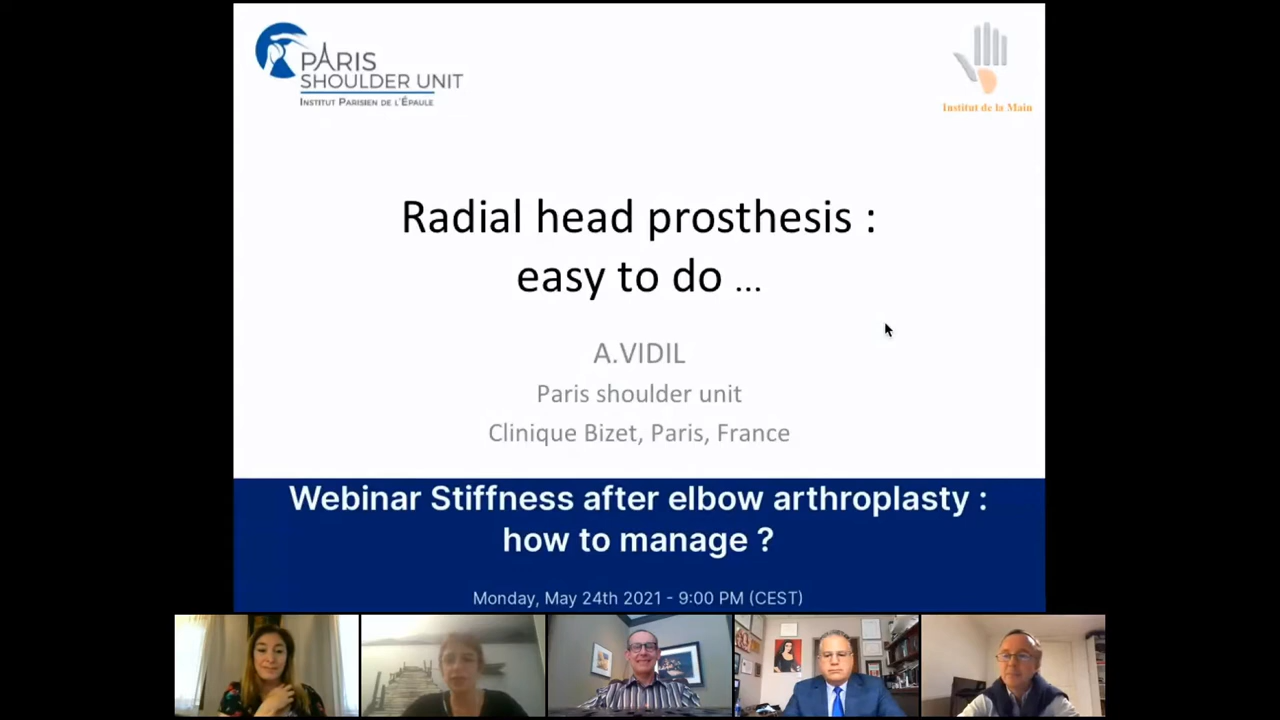 PARIS
SHOULDER UNIT
INSTITUT PARISIEN DE L'ÉPAULE
Institut de la Main
Radial head prosthesis :
easy to do ...
A.VIDIL
Paris shoulder unit
Clinique Bizet, Paris, France
Webinar Stiffness after elbow arthroplasty :
how to manage ?
Monday, May 24th 2021 - 9:00 PM (CEST)